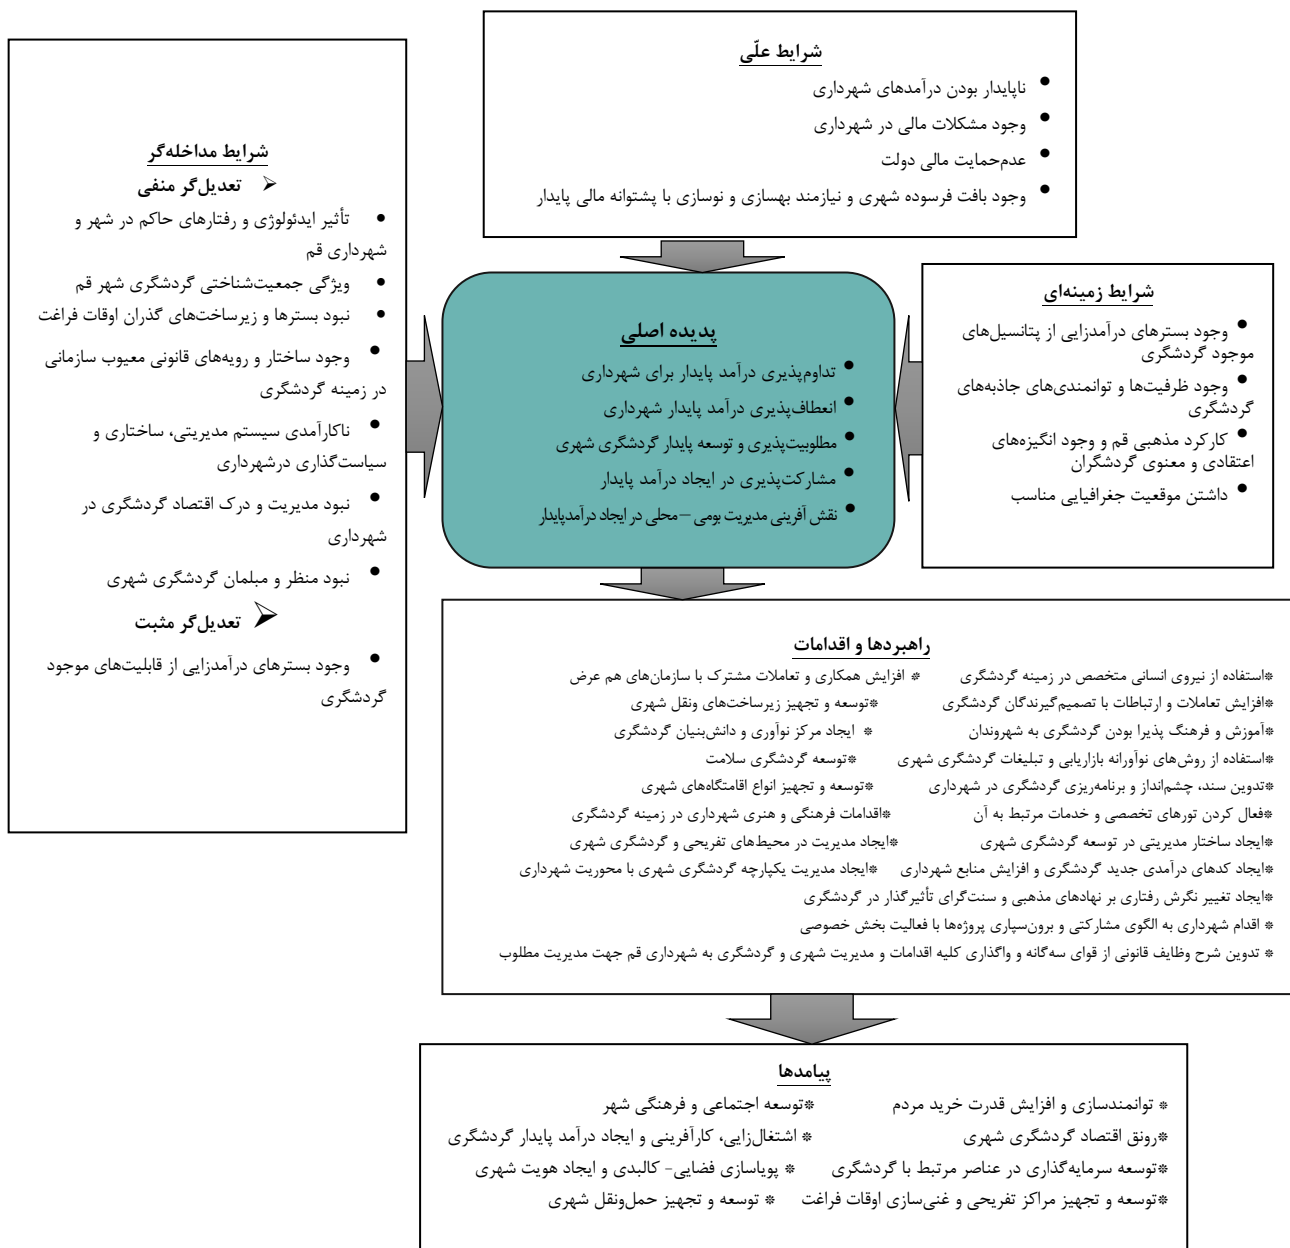 شرایط علّی
• ناپایدار بودن درآمدهای شهرداری
• وجود مشکلات مالی در شهرداری
• عدم‌حمایت مالی دولت
• وجود بافت فرسوده شهری و نیازمند بهسازی و نوسازی با پشتوانه مالی پایدار
شرایط زمینه‌ای
• وجود بسترهای درآمدزایی از پتانسیل‌های
موجود گردشگری
• وجود ظرفیت‌ها و توانمندی‌های جاذبه‌های
گردشگری
• کارکرد مذهبی قم و وجود انگیزه‌های
اعتقادی و معنوی گردشگران
• داشتن موقعیت جغرافیایی مناسب
پدیده اصلی
• تداوم‌پذیری درآمد پایدار برای شهرداری
• انعطاف‌پذیری درآمد پایدار شهرداری
• مطلوبیت‌پذیری و توسعه پایدار گردشگری شهری
• مشارکت‌پذیری در ایجاد درآمد پایدار
• نقش آفرینی مدیریت بومی –محلی در ایجاد درآمدپایدار
شرایط مداخله‌گر
➢ تعدیل‌گر منفی
• تأثیر ایدئولوژی و رفتارهای حاکم در شهر و
شهرداری قم
• ویژگی جمعیت‌شناختی گردشگری شهر قم
• نبود بسترها و زیرساخت‌های گذران اوقات فراغت
• وجود ساختار و رویه‌های قانونی معیوب سازمانی
در زمینه گردشگری
• ناکارآمدی سیستم مدیریتی، ساختاری و
سیاست‌گذاری درشهرداری
• نبود مدیریت و درک اقتصاد گردشگری در
شهرداری
• نبود منظر و مبلمان گردشگری شهری
➢ تعدیل‌گر مثبت
• وجود بسترهای درآمدزایی از قابلیت‌های موجود
گردشگری
راهبردها و اقدامات
*استفاده از نیروی انسانی متخصص در زمینه گردشگری * افزایش همکاری و تعاملات مشترک با سازمان‌های هم عرض
*افزایش تعاملات و ارتباطات با تصمیم‌گیرندگان گردشگری *توسعه و تجهیز زیرساخت‌های ونقل شهری
*آموزش و فرهنگ پذیرا بودن گردشگری به شهروندان * ایجاد مرکز نوآوری و دانش‌بنیان گردشگری
*استفاده از روش‌های نوآورانه بازاریابی و تبلیغات گردشگری شهری *توسعه گردشگری سلامت
*تدوین سند، چشم‌انداز و برنامه‌ریزی گردشگری در شهرداری *توسعه و تجهیز انواع اقامتگاه‌های شهری
*فعال کردن تورهای تخصصی و خدمات مرتبط به آن *اقدامات فرهنگی و هنری شهرداری در زمینه گردشگری
*ایجاد ساختار مدیریتی در توسعه گردشگری شهری *ایجاد مدیریت در محیط‌های تفریحی و گردشگری شهری
*ایجاد کدهای درآمدی جدید گردشگری و افزایش منابع شهرداری *ایجاد مدیریت یکپارچه گردشگری شهری با محوریت شهرداری
*ایجاد تغییر نگرش رفتاری بر نهادهای مذهبی و سنت‌گرای تأثیرگذار در گردشگری
* اقدام شهرداری به الگوی مشارکتی و برون‌سپاری پروژه‌ها با فعالیت بخش خصوصی
* تدوین شرح وظایف قانونی از قوای سه‌گانه و واگذاری کلیه اقدامات و مدیریت شهری و گردشگری به شهرداری قم جهت مدیریت مطلوب
پیامدها
* توانمندسازی و افزایش قدرت خرید مردم *توسعه اجتماعی و فرهنگی شهر
*رونق اقتصاد گردشگری شهری * اشتغال‌زایی، کارآفرینی و ایجاد درآمد پایدار گردشگری
*توسعه سرمایه‌گذاری در عناصر مرتبط با گردشگری * پویاسازی فضایی- کالبدی و ایجاد هویت شهری
*توسعه و تجهیز مراکز تفریحی و غنی‌سازی اوقات فراغت * توسعه و تجهیز حمل‌ونقل شهری